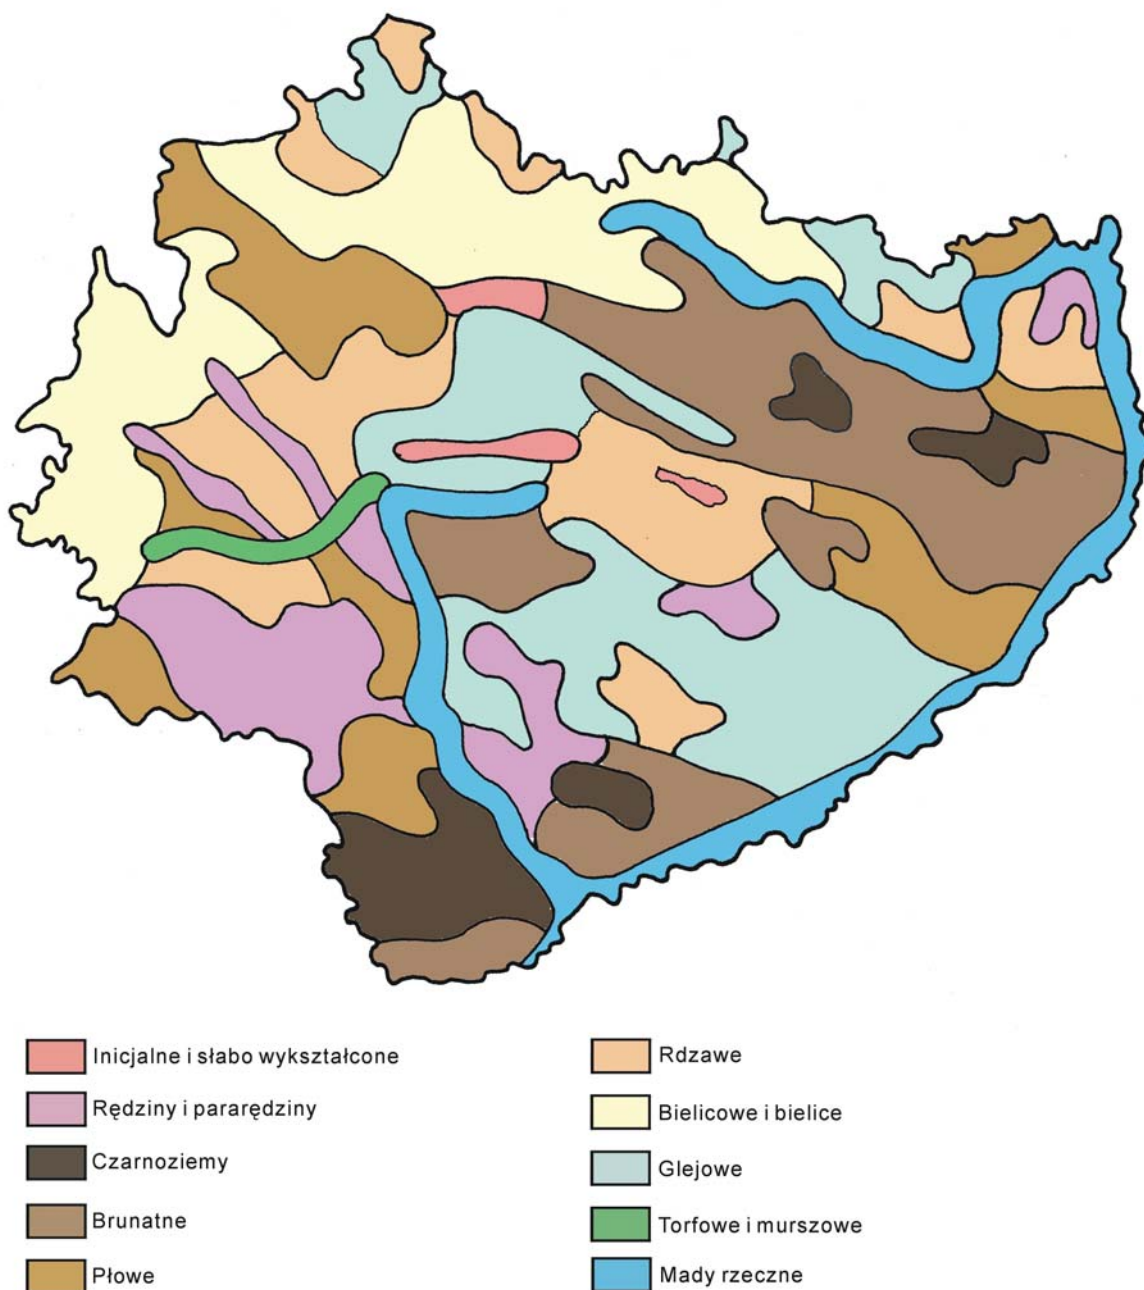 Inicjalne i słabo wykształcone
Rędziny i pararędziny
Czarnoziemy
Brunatne
Płowe
Rdzawe
Bielicowe i bielice
Glejowe
Torfowe i murszowe
Mady rzeczne